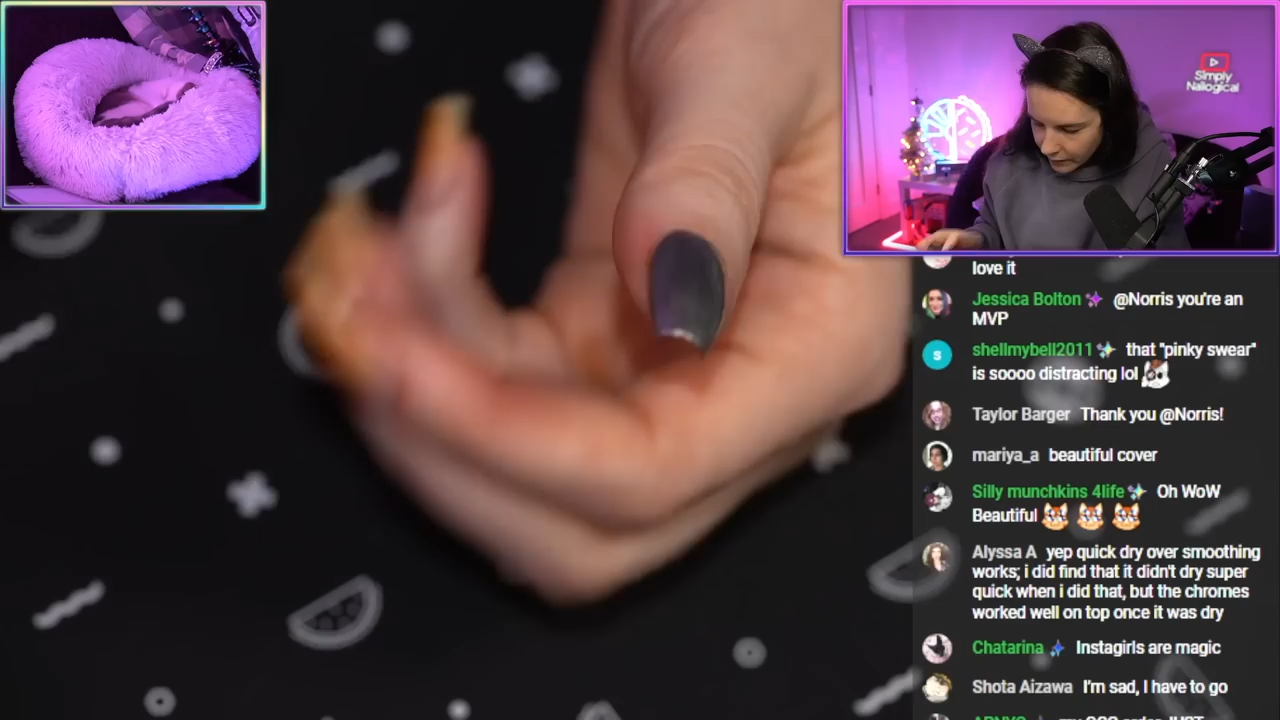 Simply
Nailogical
love it
Jessica Bolton @Norris you're an
MVP
shellmybell2011 that "pinky swear"
is soooo distracting lol
Taylor Barger Thank you @Norris!
mariya_a beautiful cover
Silly munchkins 4life Oh WoW
Beautiful
Alyssa A yep quick dry over smoothing
works; i did find that it didn't dry super
quick when i did that, but the chromes
worked well on top once it was dry
Chatarina Instagirls are magic
Shota Aizawa I'm sad, I have to go